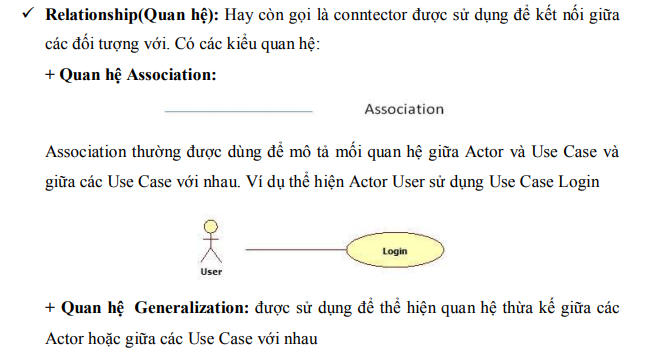 ✓ Relationship(Quan hệ): Hay còn gọi là conntector được sử dụng để kết nối giữa
các đối tượng với. Có các kiểu quan hệ:
+ Quan hệ Association:
Association
Association thường được dùng để mô tả mối quan hệ giữa Actor và Use Case và
giữa các Use Case với nhau. Ví dụ thể hiện Actor User sử dụng Use Case Login
Login
User
+ Quan hệ Generalization: được sử dụng để thể hiện quan hệ thừa kế giữa các
Actor hoặc giữa các Use Case với nhau